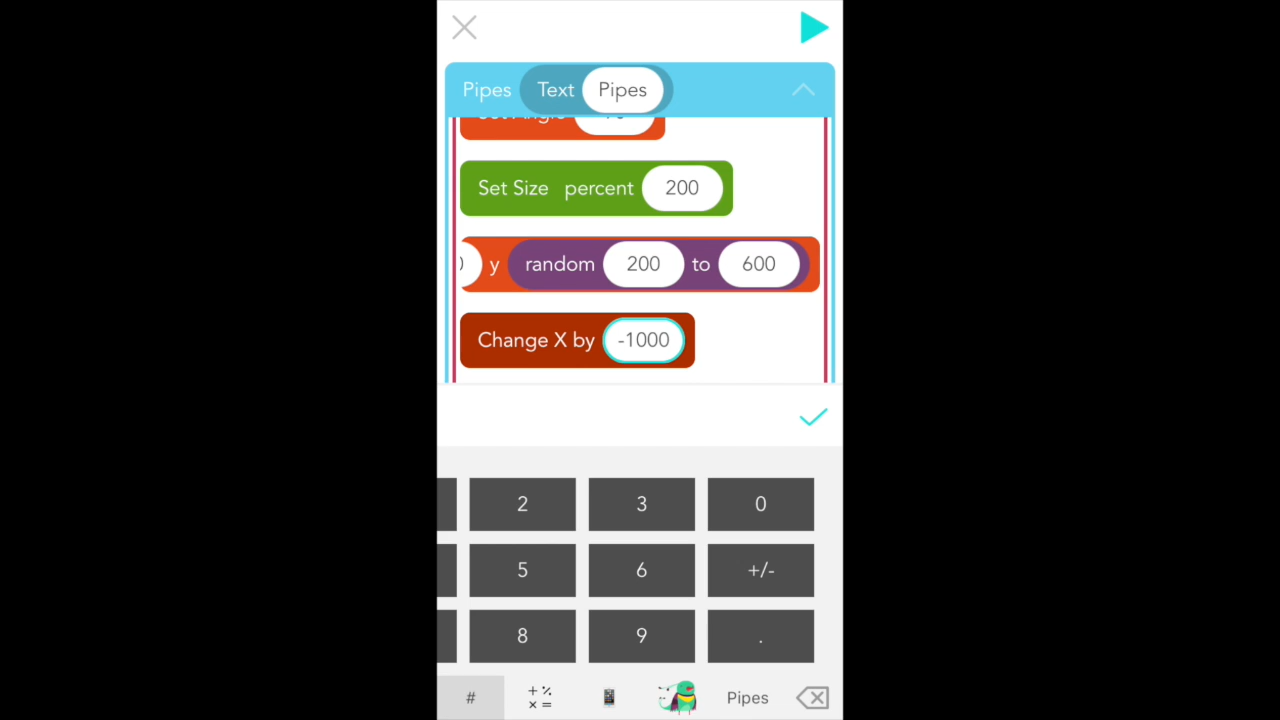 Pipes Text Pipes
Set Size percent 200
y random 200 to 600
Change X by -1000
2 3 0
5 6 +/-
8 9 .
# + ⁒ × = Pipes